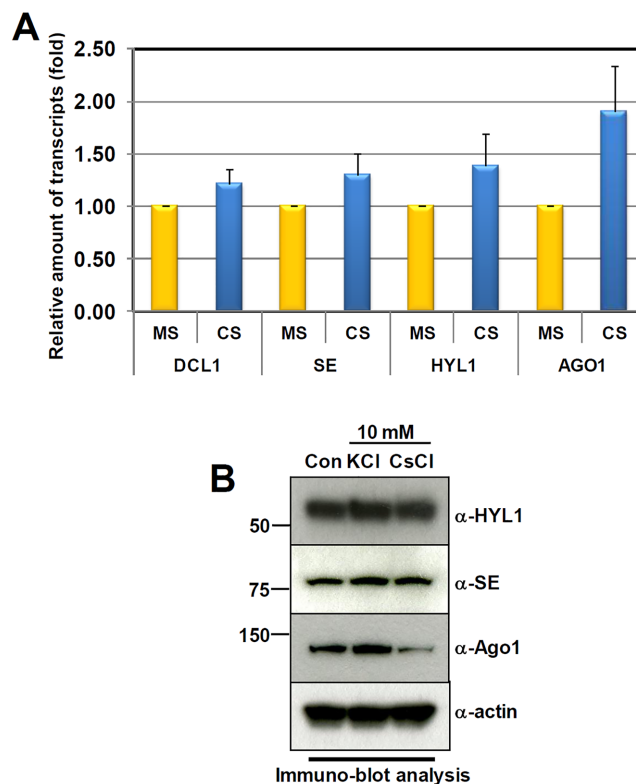 A
Relative amount of transcripts (fold)
2.50
2.00
1.50
1.00
0.50
0.00
MS CS MS CS MS CS MS CS
DCL1 SE HYL1 AGO1
B
10 mM
Con KCl CsCl
50
α-HYL1
75
α-SE
150
α-Ago1
α-actin
Immuno-blot analysis